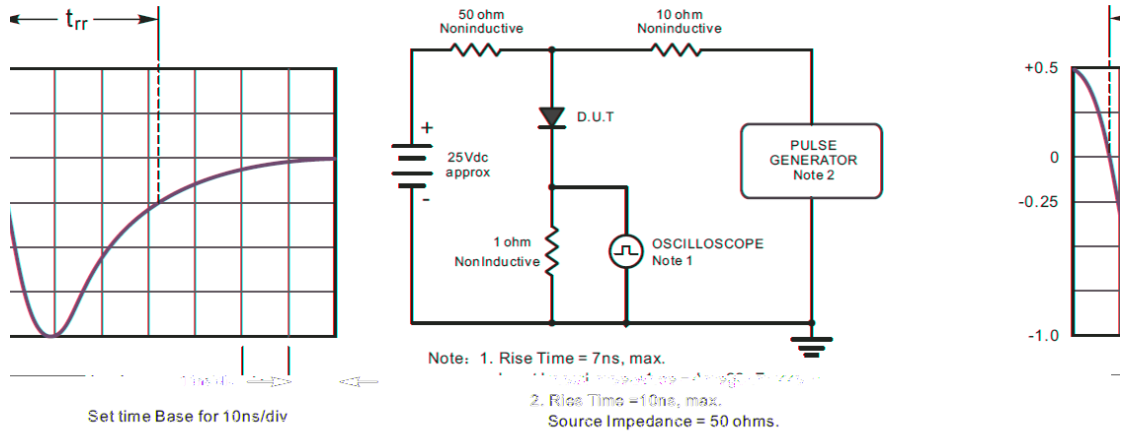 trr
50 ohm
Noninductive
10 ohm
Noninductive
+
25Vdc
approx
-
D.U.T
PULSE
GENERATOR
Note 2
1 ohm
NonInductive
OSCILLOSCOPE
Note 1
+0.5
0
-0.25
-1.0
Note: 1. Rise Time = 7ns, max.
2. Ries Time =10ns, max.
Source Impedance = 50 ohms.
Set time Base for 10ns/div